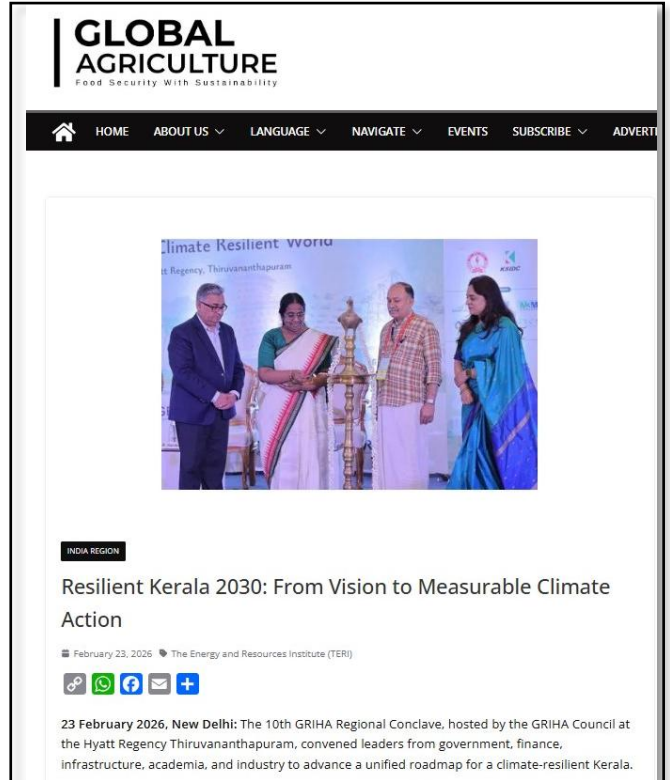 GLOBAL
AGRICULTURE
Food Security With Sustainability
HOME ABOUT US LANGUAGE NAVIGATE EVENTS SUBSCRIBE ADVERTI
Climate Resilient World
t Regency, Thiruvananthapuram
KSIDC
INDIA REGION
Resilient Kerala 2030: From Vision to Measurable Climate
Action
February 23, 2026 The Energy and Resources Institute (TERI)
23 February 2026, New Delhi: The 10th GRIHA Regional Conclave, hosted by the GRIHA Council at
the Hyatt Regency Thiruvananthapuram, convened leaders from government, finance,
infrastructure, academia, and industry to advance a unified roadmap for a climate-resilient Kerala.